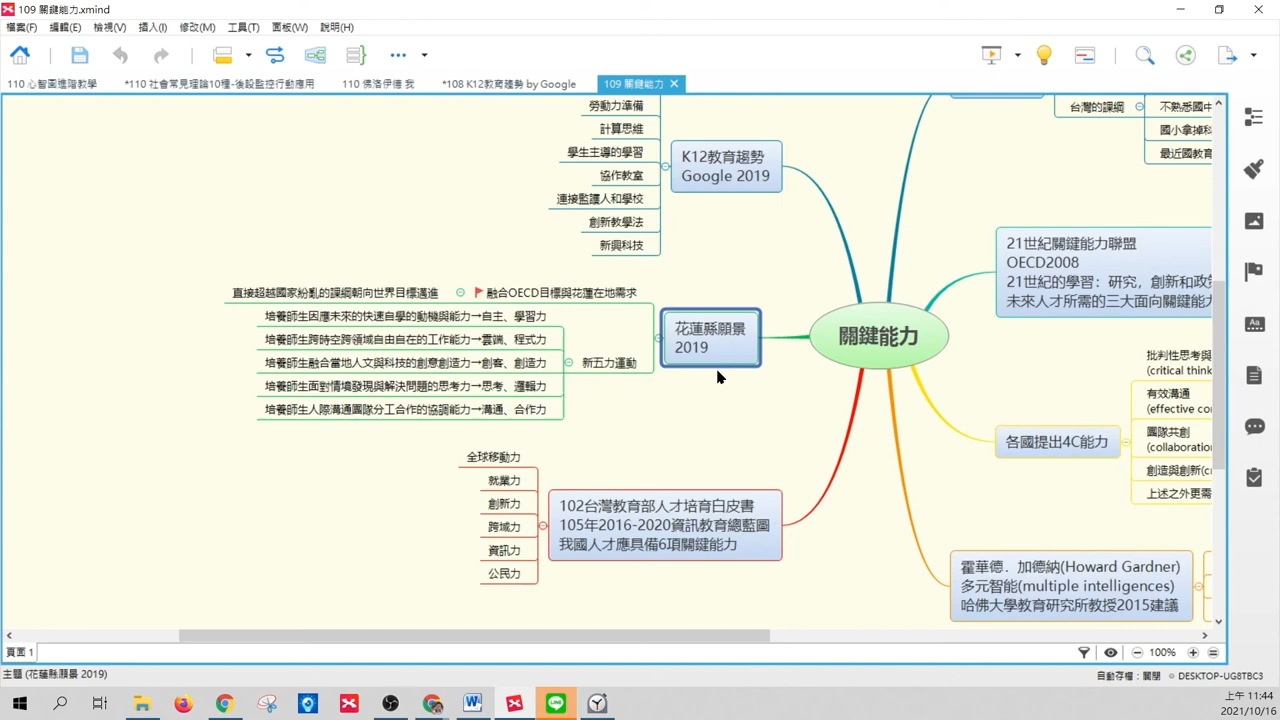 109 關鍵能力.xmind
檔案(F) 編輯(E) 檢視(V) 插入(I) 修改(M) 工具(T) 面板(W) 說明(H)
110 心智圖進階教學 *110 社會常見理論10種-後設監控行動應用 110 佛洛伊德 我 *108 K12教育趨勢 by Google 109 關鍵能力
勞動力準備
計算思維
學生主導的學習
協作教室
連接監護人和學校
創新教學法
新興科技
K12教育趨勢
Google 2019
台灣的課綱
不熟悉國中
國小拿掉科
最近國教育
21世紀關鍵能力聯盟
OECD2008
21世紀的學習：研究，創新和政策
未來人才所需的三大面向關鍵能力
直接超越國家紛亂的課綱朝向世界目標邁進
融合OECD目標與花蓮在地需求
培養師生因應未來的快速自學的動機與能力→自主、學習力
培養師生跨時空跨領域自由自在的工作能力→雲端、程式力
培養師生融合當地人文與科技的創意創造力→創客、創造力
培養師生面對情境發現與解決問題的思考力→思考、邏輯力
培養師生人際溝通團隊分工合作的協調能力→溝通、合作力
新五力運動
花蓮縣願景
2019
關鍵能力
批判性思考與
(critical think
有效溝通
(effective co
團隊共創
(collaboration
創造與創新(c
上述之外更需
各國提出4C能力
全球移動力
就業力
創新力
跨域力
資訊力
公民力
102台灣教育部人才培育白皮書
105年2016-2020資訊教育總藍圖
我國人才應具備6項關鍵能力
霍華德．加德納(Howard Gardner)
多元智能(multiple intelligences)
哈佛大學教育研究所教授2015建議
頁面 1
100%
主題 (花蓮縣願景 2019)
自動存檔：關閉 DESKTOP-UG8TBC3
上午 11:44
2021/10/16